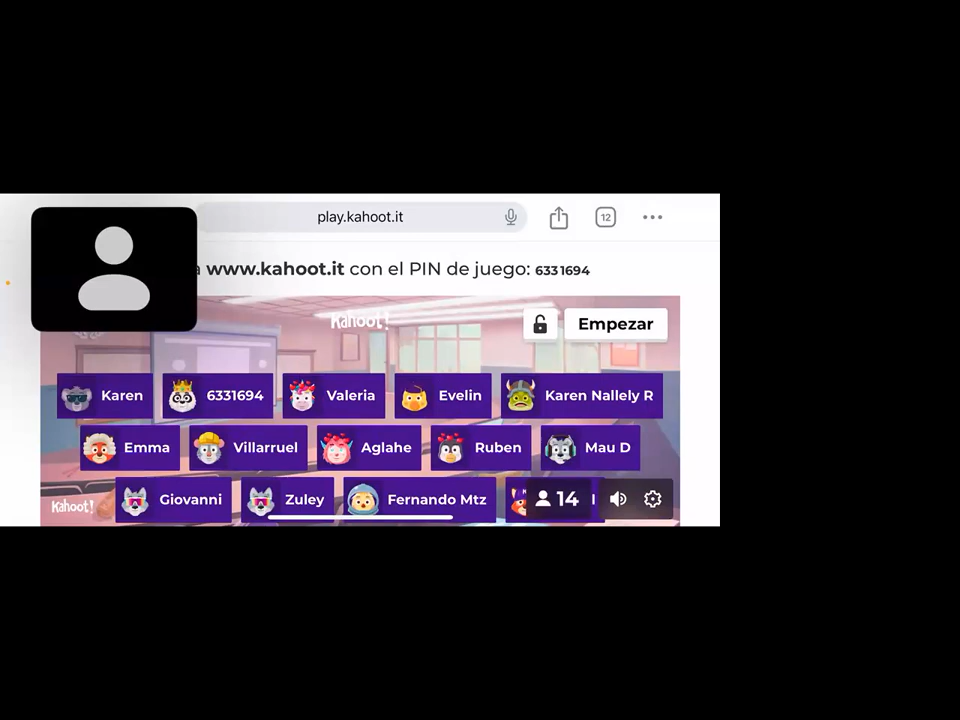 play.kahoot.it
12
www.kahoot.it con el PIN de juego: 6331694
Kahoot!
Empezar
Karen 6331694 Valeria Evelin Karen Nallely R
Emma Villarruel Aglahe Ruben Mau D
Giovanni Zuley Fernando Mtz
Kahoot! 14